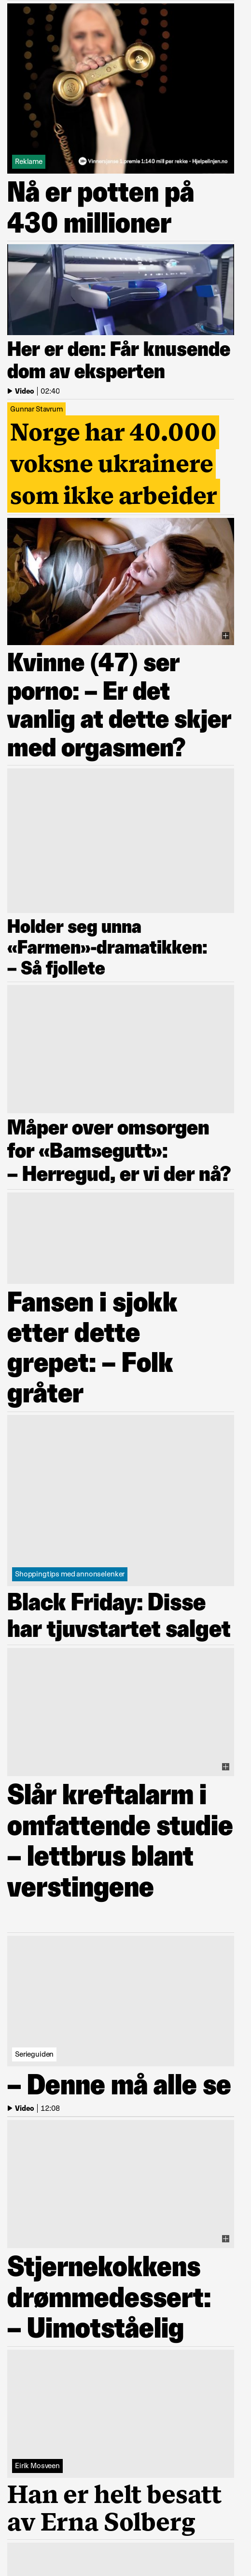 Reklame
Vinnersjanse 1. premie 1:140 mill per rekke - Hjelpelinjen.no
Nå er potten på
430 millioner
Her er den: Får knusende
dom av eksperten
Video | 02:40
Gunnar Stavrum
Norge har 40.000
voksne ukrainere
som ikke arbeider
Kvinne (47) ser
porno: – Er det
vanlig at dette skjer
med orgasmen?
Holder seg unna
«Farmen»-dramatikken:
– Så fjollete
Måper over omsorgen
for «Bamsegutt»:
– Herregud, er vi der nå?
Fansen i sjokk
etter dette
grepet: – Folk
gråter
Shoppingtips med annonselenker
Black Friday: Disse
har tjuvstartet salget
Slår kreftalarm i
omfattende studie
– lettbrus blant
verstingene
Serieguiden
– Denne må alle se
Video | 12:08
Stjernekokkens
drømmedessert:
– Uimotståelig
Eirik Mosveen
Han er helt besatt
av Erna Solberg